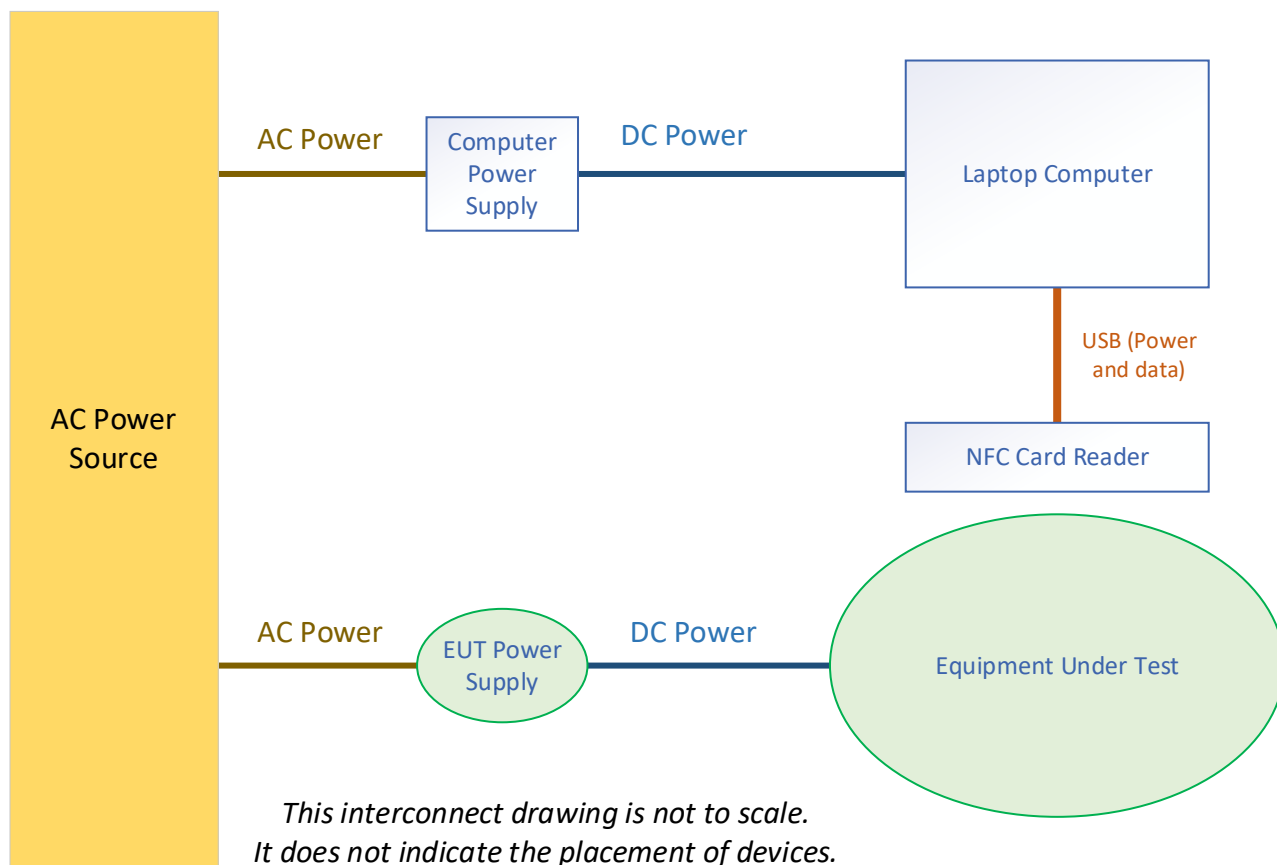 AC Power
Computer
Power
Supply
DC Power
Laptop Computer
USB (Power
and data)
AC Power
Source
NFC Card Reader
AC Power
EUT Power
Supply
DC Power
Equipment Under Test
This interconnect drawing is not to scale.
It does not indicate the placement of devices.